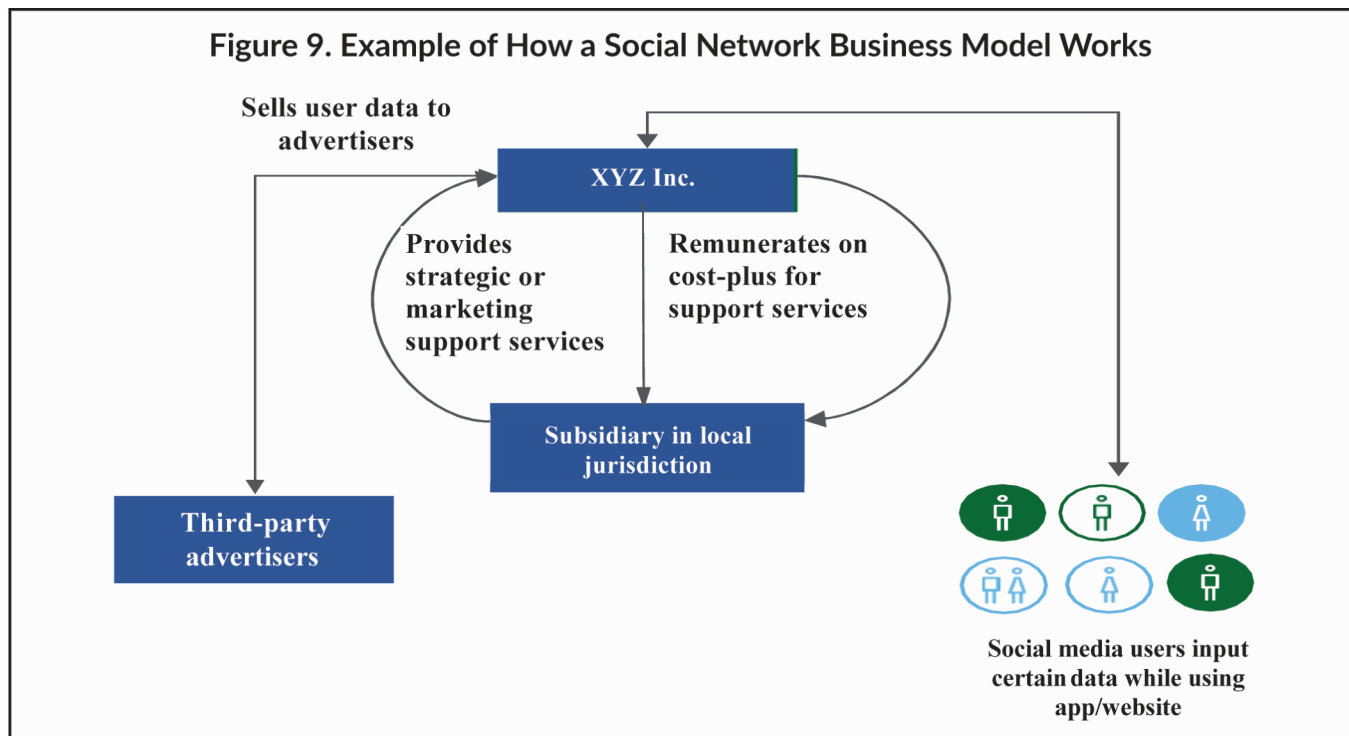 Figure 9. Example of How a Social Network Business Model Works
Sells user data to
advertisers
XYZ Inc.
Provides
strategic or
marketing
support services
Remunerates on
cost-plus for
support services
Subsidiary in local
jurisdiction
Third-party
advertisers
Social media users input
certain data while using
app/website